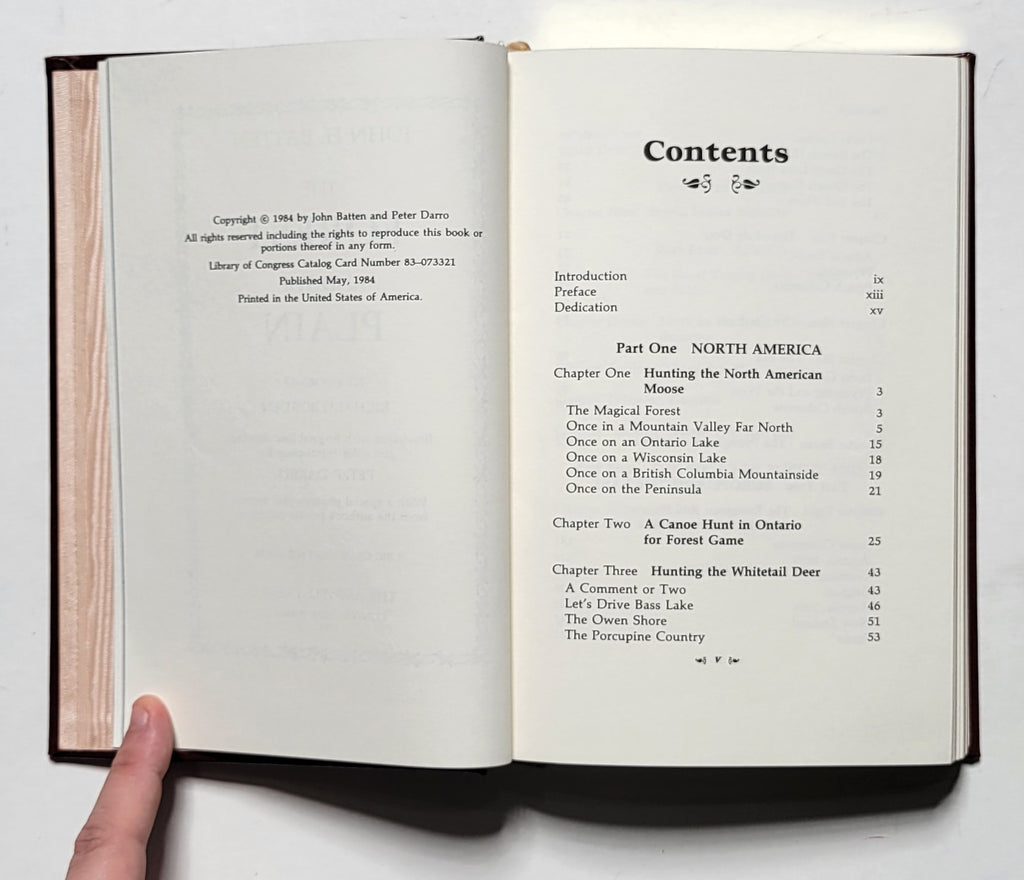 Copyright © 1984 by John Batten and Peter Darro
All rights reserved including the rights to reproduce this book or
portions thereof in any form.
Library of Congress Catalog Card Number 83–073321
Published May, 1984
Printed in the United States of America.
Contents
Introduction ix
Preface xiii
Dedication xv
Part One NORTH AMERICA
Chapter One Hunting the North American
Moose 3
The Magical Forest 3
Once in a Mountain Valley Far North 5
Once on an Ontario Lake 15
Once on a Wisconsin Lake 18
Once on a British Columbia Mountainside 19
Once on the Peninsula 21
Chapter Two A Canoe Hunt in Ontario
for Forest Game 25
Chapter Three Hunting the Whitetail Deer 43
A Comment or Two 43
Let's Drive Bass Lake 46
The Owen Shore 51
The Porcupine Country 53
v